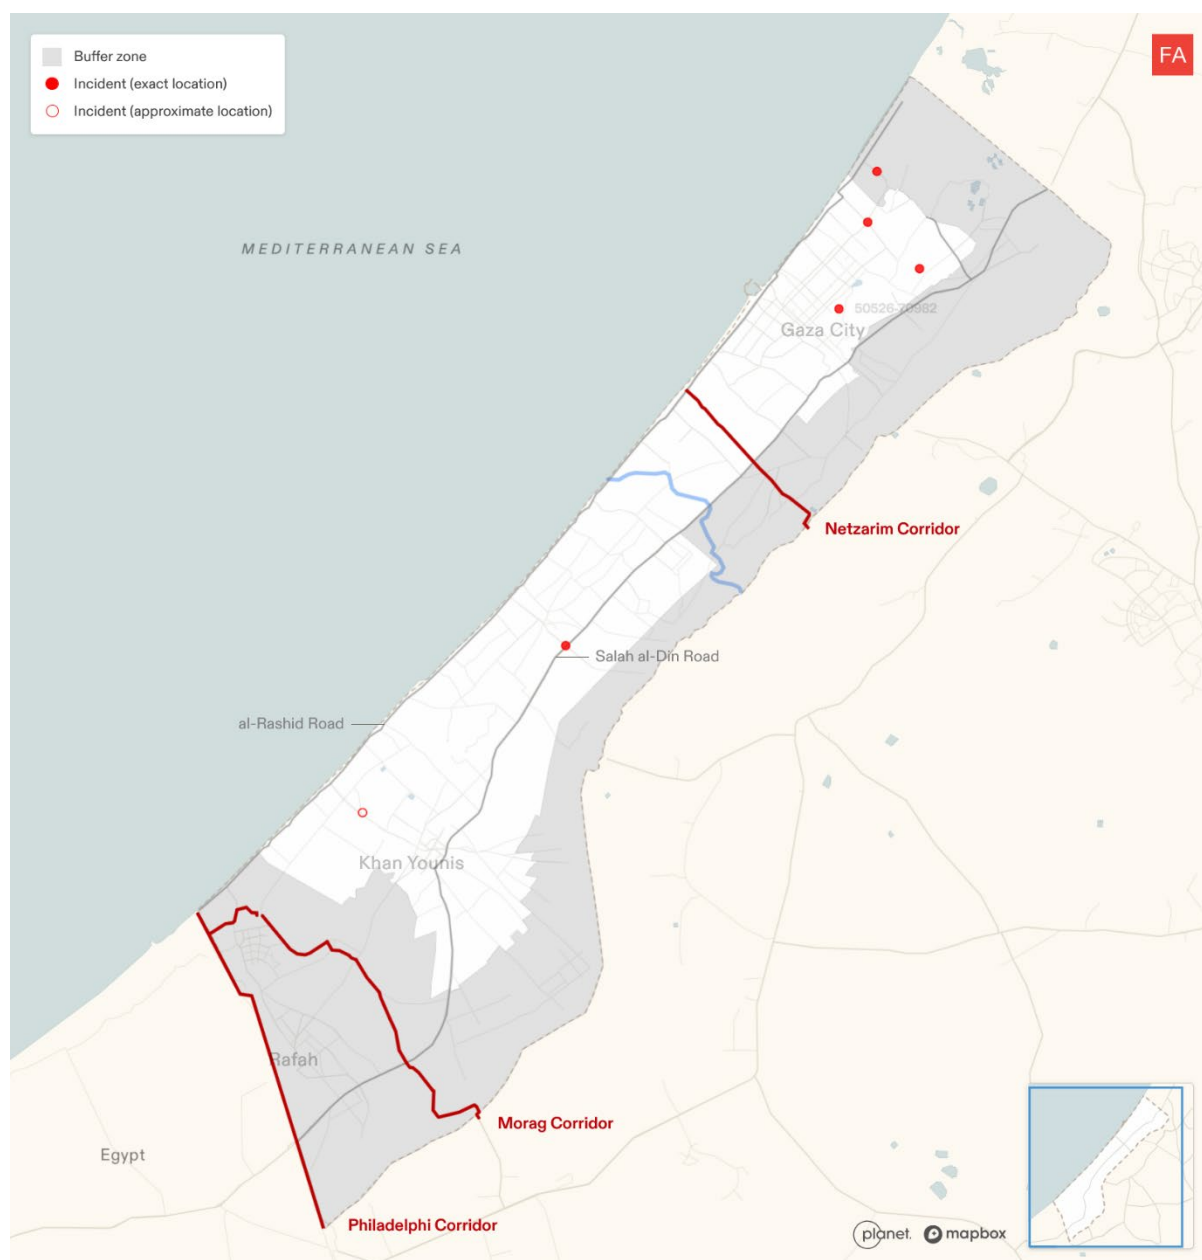 Buffer zone
Incident (exact location)
Incident (approximate location)
FA
MEDITERRANEAN SEA
Gaza City
Netzarim Corridor
Salah al-Din Road
al-Rashid Road
Khan Younis
Rafah
Morag Corridor
Egypt
Philadelphi Corridor
planet.
mapbox